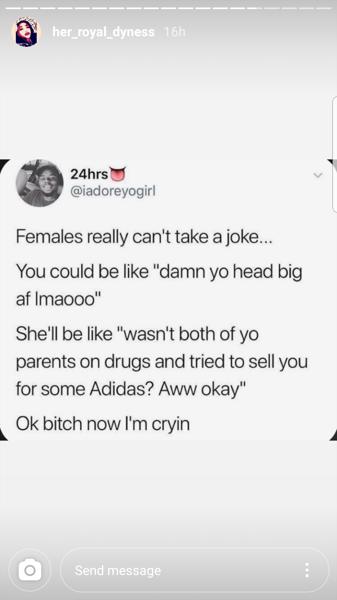 her_royal_dyness 16h
24hrs👅
@iadoreyogirl
Females really can't take a joke...
You could be like "damn yo head big
af lmaooo"
She'll be like "wasn't both of yo
parents on drugs and tried to sell you
for some Adidas? Aww okay"
Ok bitch now I'm cryin
Send message